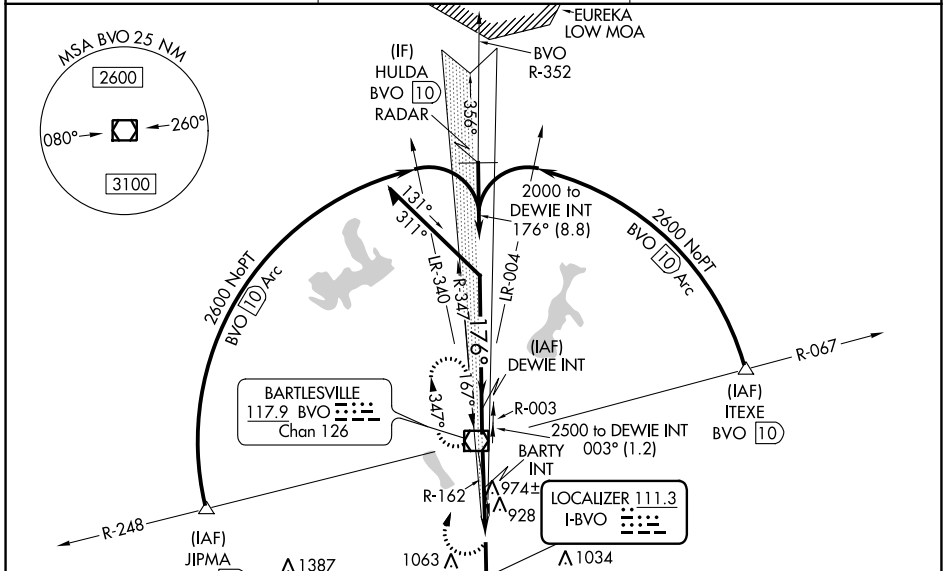 EUREKA
LOW MOA
MSA BVO 25 NM
2600
080°
260°
3100
(IF)
HULDA
BVO 10
RADAR
BVO
R-352
356°
131°
311°
2000 to
DEWIE INT
176° (8.8)
2600 NoPT
BVO 10 Arc
2600 NoPT
BVO 10 Arc
LR-340
R-347
LR-004
176°
(IAF)
DEWIE INT
R-067
(IAF)
ITEXE
BVO 10
BARTLESVILLE
117.9 BVO
Chan 126
347°
167°
R-003
2500 to DEWIE INT
003° (1.2)
BARTY
INT
R-162
974±
928
LOCALIZER 111.3
I-BVO
R-248
(IAF)
JIPMA
1387
1063
1034